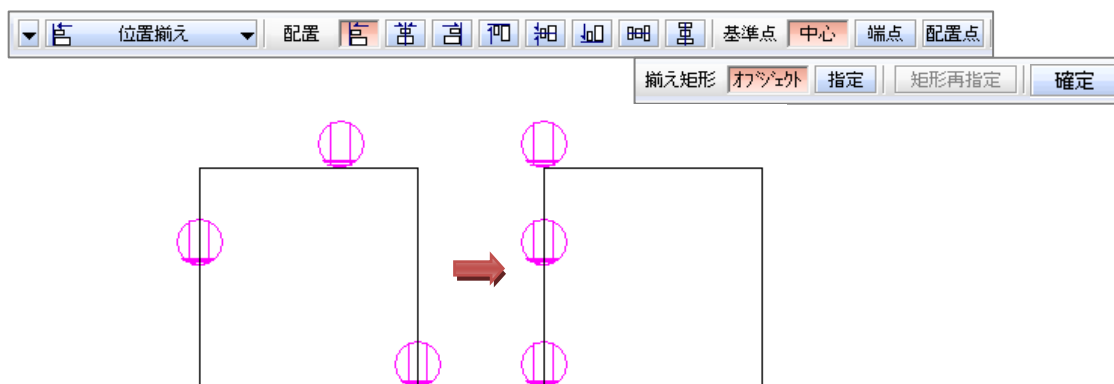 位置揃え 配置 基準点 中心 端点 配置点
揃え矩形 ｵﾌﾞｼﾞｪｸﾄ 指定 矩形再指定 確定